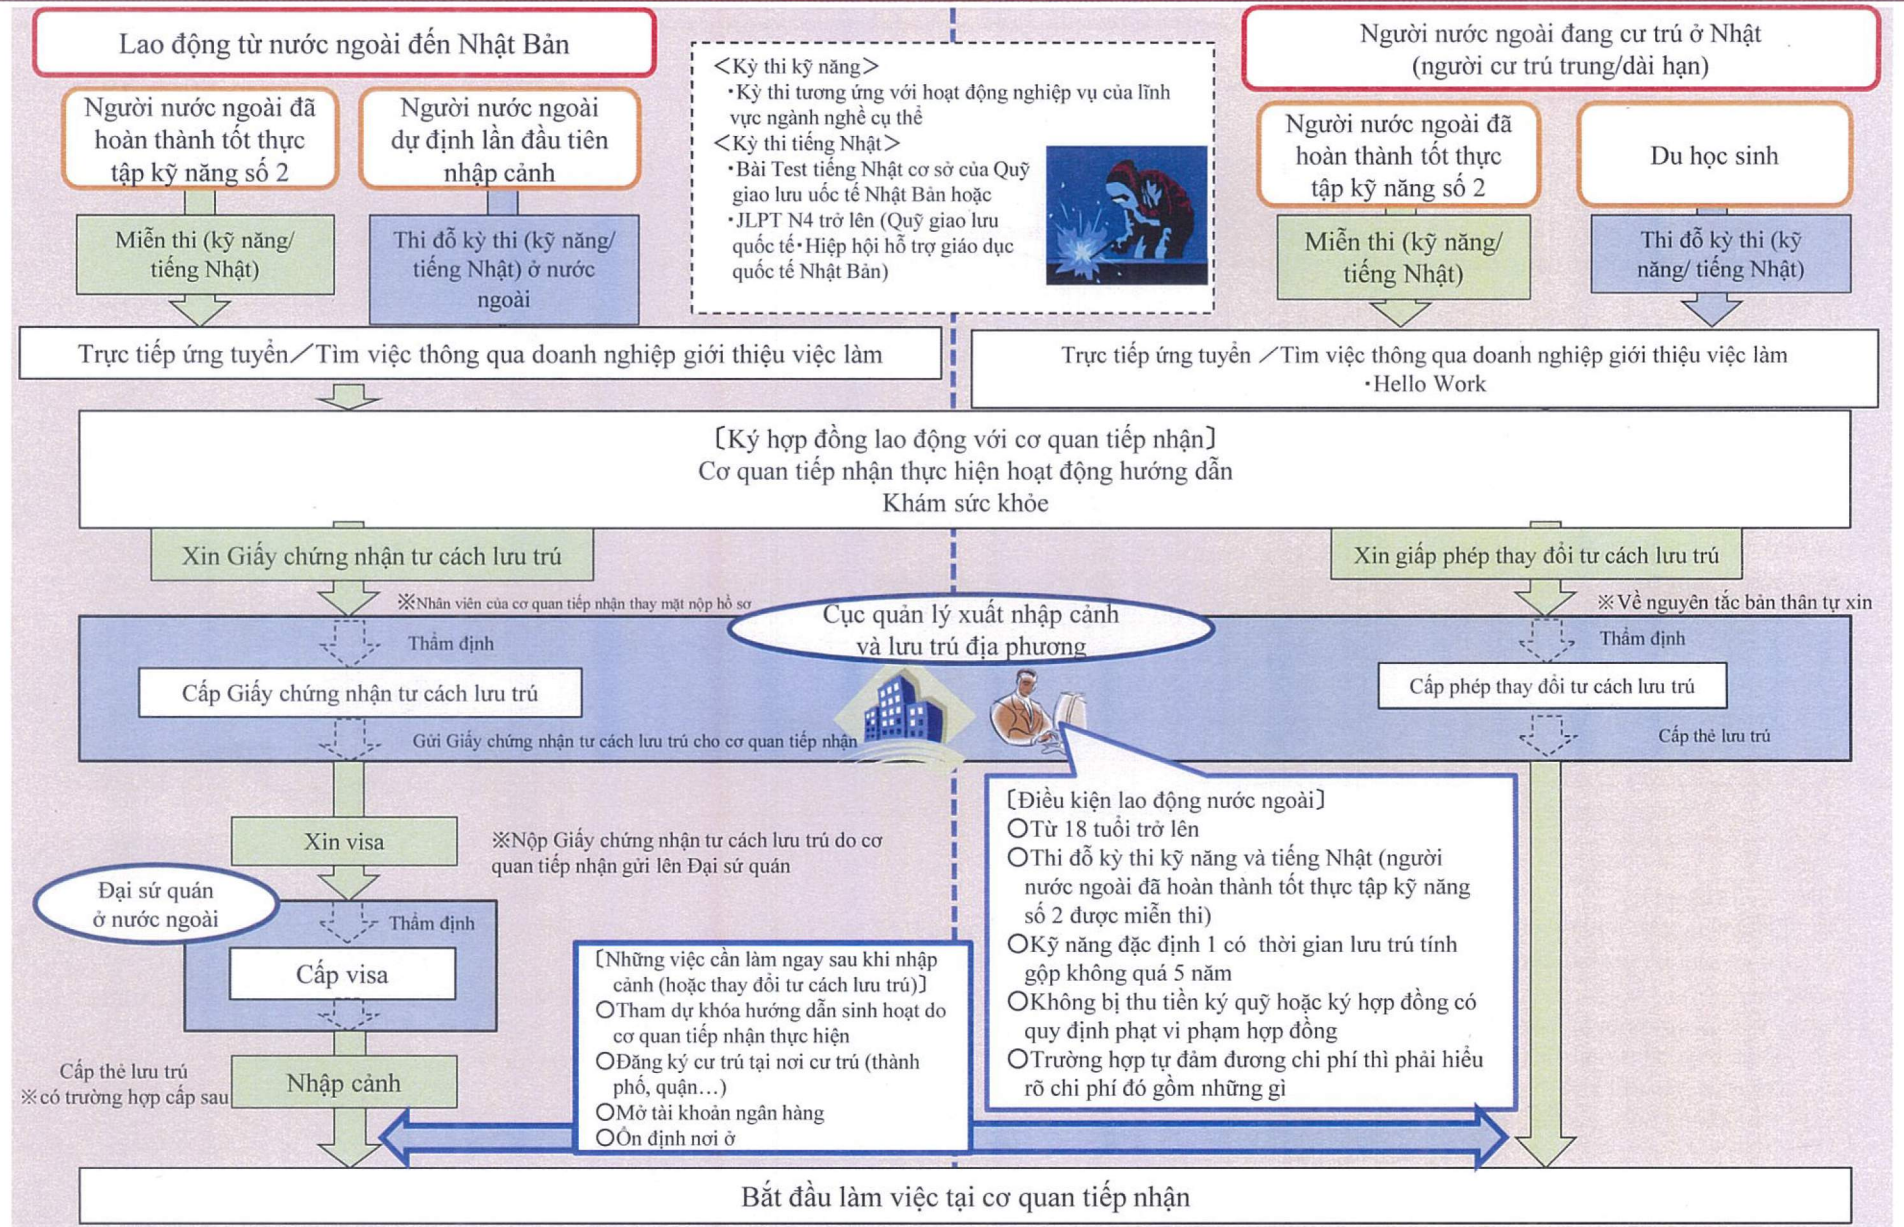 Lao động từ nước ngoài đến Nhật Bản
Người nước ngoài đã
hoàn thành tốt thực
tập kỹ năng số 2
Người nước ngoài
dự định lần đầu tiên
nhập cảnh
Miễn thi (kỹ năng/
tiếng Nhật)
Thi đỗ kỳ thi (kỹ năng/
tiếng Nhật) ở nước
ngoài
<Kỳ thi kỹ năng>
・Kỳ thi tương ứng với hoạt động nghiệp vụ của lĩnh
vực ngành nghề cụ thể
<Kỳ thi tiếng Nhật>
・Bài Test tiếng Nhật cơ sở của Quỹ
giao lưu uốc tế Nhật Bản hoặc
・JLPT N4 trở lên (Quỹ giao lưu
quốc tế・Hiệp hội hỗ trợ giáo dục
quốc tế Nhật Bản)
Người nước ngoài đang cư trú ở Nhật
(người cư trú trung/dài hạn)
Người nước ngoài đã
hoàn thành tốt thực
tập kỹ năng số 2
Du học sinh
Miễn thi (kỹ năng/
tiếng Nhật)
Thi đỗ kỳ thi (kỹ
năng/ tiếng Nhật)
Trực tiếp ứng tuyển／Tìm việc thông qua doanh nghiệp giới thiệu việc làm
Trực tiếp ứng tuyển ／Tìm việc thông qua doanh nghiệp giới thiệu việc làm
・Hello Work
〔Ký hợp đồng lao động với cơ quan tiếp nhận〕
Cơ quan tiếp nhận thực hiện hoạt động hướng dẫn
Khám sức khỏe
Xin Giấy chứng nhận tư cách lưu trú
Xin giấp phép thay đổi tư cách lưu trú
※Nhân viên của cơ quan tiếp nhận thay mặt nộp hồ sơ
※Về nguyên tắc bản thân tự xin
Cục quản lý xuất nhập cảnh
và lưu trú địa phương
Thẩm định
Cấp Giấy chứng nhận tư cách lưu trú
Gửi Giấy chứng nhận tư cách lưu trú cho cơ quan tiếp nhận
Thẩm định
Cấp phép thay đổi tư cách lưu trú
Cấp thẻ lưu trú
Xin visa
※Nộp Giấy chứng nhận tư cách lưu trú do cơ
quan tiếp nhận gửi lên Đại sứ quán
Đại sứ quán
ở nước ngoài
Thẩm định
Cấp visa
Cấp thẻ lưu trú
※có trường hợp cấp sau
Nhập cảnh
〔Những việc cần làm ngay sau khi nhập
cảnh (hoặc thay đổi tư cách lưu trú)〕
○Tham dự khóa hướng dẫn sinh hoạt do
cơ quan tiếp nhận thực hiện
○Đăng ký cư trú tại nơi cư trú (thành
phố, quận…)
○Mở tài khoản ngân hàng
○Ổn định nơi ở
〔Điều kiện lao động nước ngoài〕
○Từ 18 tuổi trở lên
○Thi đỗ kỳ thi kỹ năng và tiếng Nhật (người
nước ngoài đã hoàn thành tốt thực tập kỹ năng
số 2 được miễn thi)
○Kỹ năng đặc định 1 có thời gian lưu trú tính
gộp không quá 5 năm
○Không bị thu tiền ký quỹ hoặc ký hợp đồng có
quy định phạt vi phạm hợp đồng
○Trường hợp tự đảm đương chi phí thì phải hiểu
rõ chi phí đó gồm những gì
Bắt đầu làm việc tại cơ quan tiếp nhận